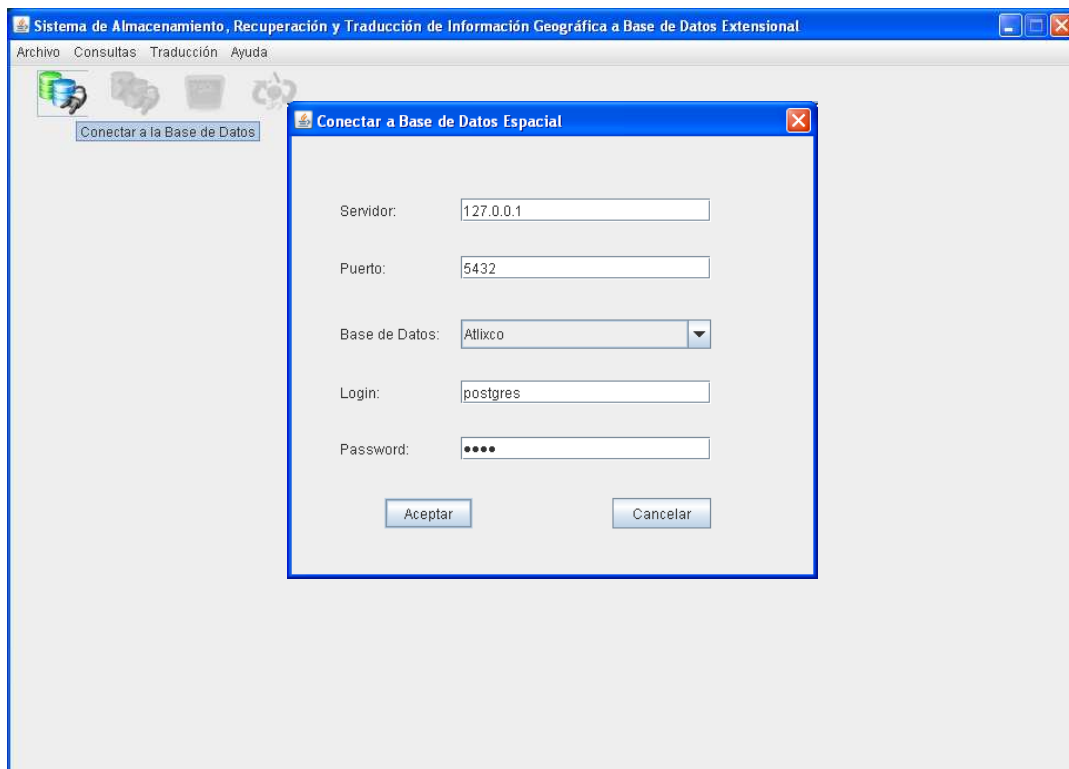 Sistema de Almacenamiento, Recuperación y Traducción de Información Geográfica a Base de Datos Extensional
Archivo Consultas Traducción Ayuda
Conectar a la Base de Datos
Conectar a Base de Datos Espacial
Servidor: 127.0.0.1
Puerto: 5432
Base de Datos: Atlixco
Login: postgres
Password: ••••
Aceptar Cancelar